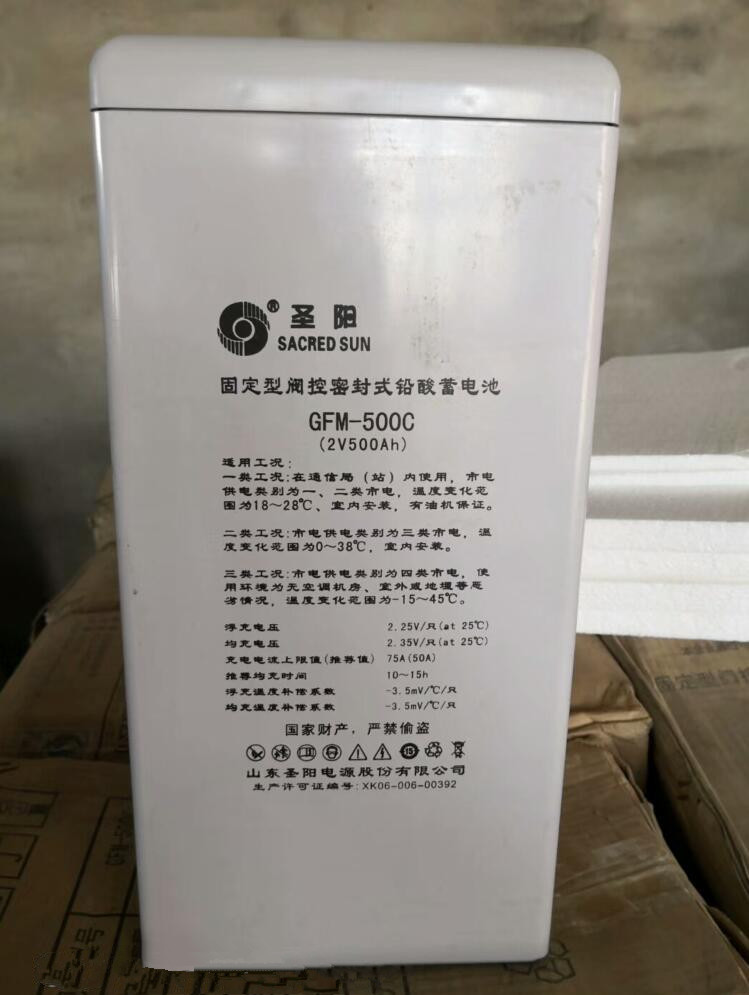 ® 圣阳
SACRED SUN
固定型阀控密封式铅酸蓄电池
GFM-500C
(2V500Ah)
适用工况:
一类工况:在通信局(站)内使用,市电
供电类别为一、二类市电,温度变化范
围为18~28℃、室内安装,有油机保证。
二类工况:市电供电类别为三类市电,温
度变化范围为0~38℃,室内安装。
三类工况:市电供电类别为四类市电,使
用环境为无空调机房、室外或地埋等恶
劣情况,温度变化范围为-15~45℃。
浮充电压 2.25V/只(at 25℃)
均充电压 2.35V/只(at 25℃)
充电电流上限值(推荐值) 75A(50A)
推荐均充时间 10~15h
浮充温度补偿系数 -3.5mV/℃/只
均充温度补偿系数 -3.5mV/℃/只
国家财产,严禁偷盗
15
山东圣阳电源股份有限公司
生产许可证编号:XK06-006-00392